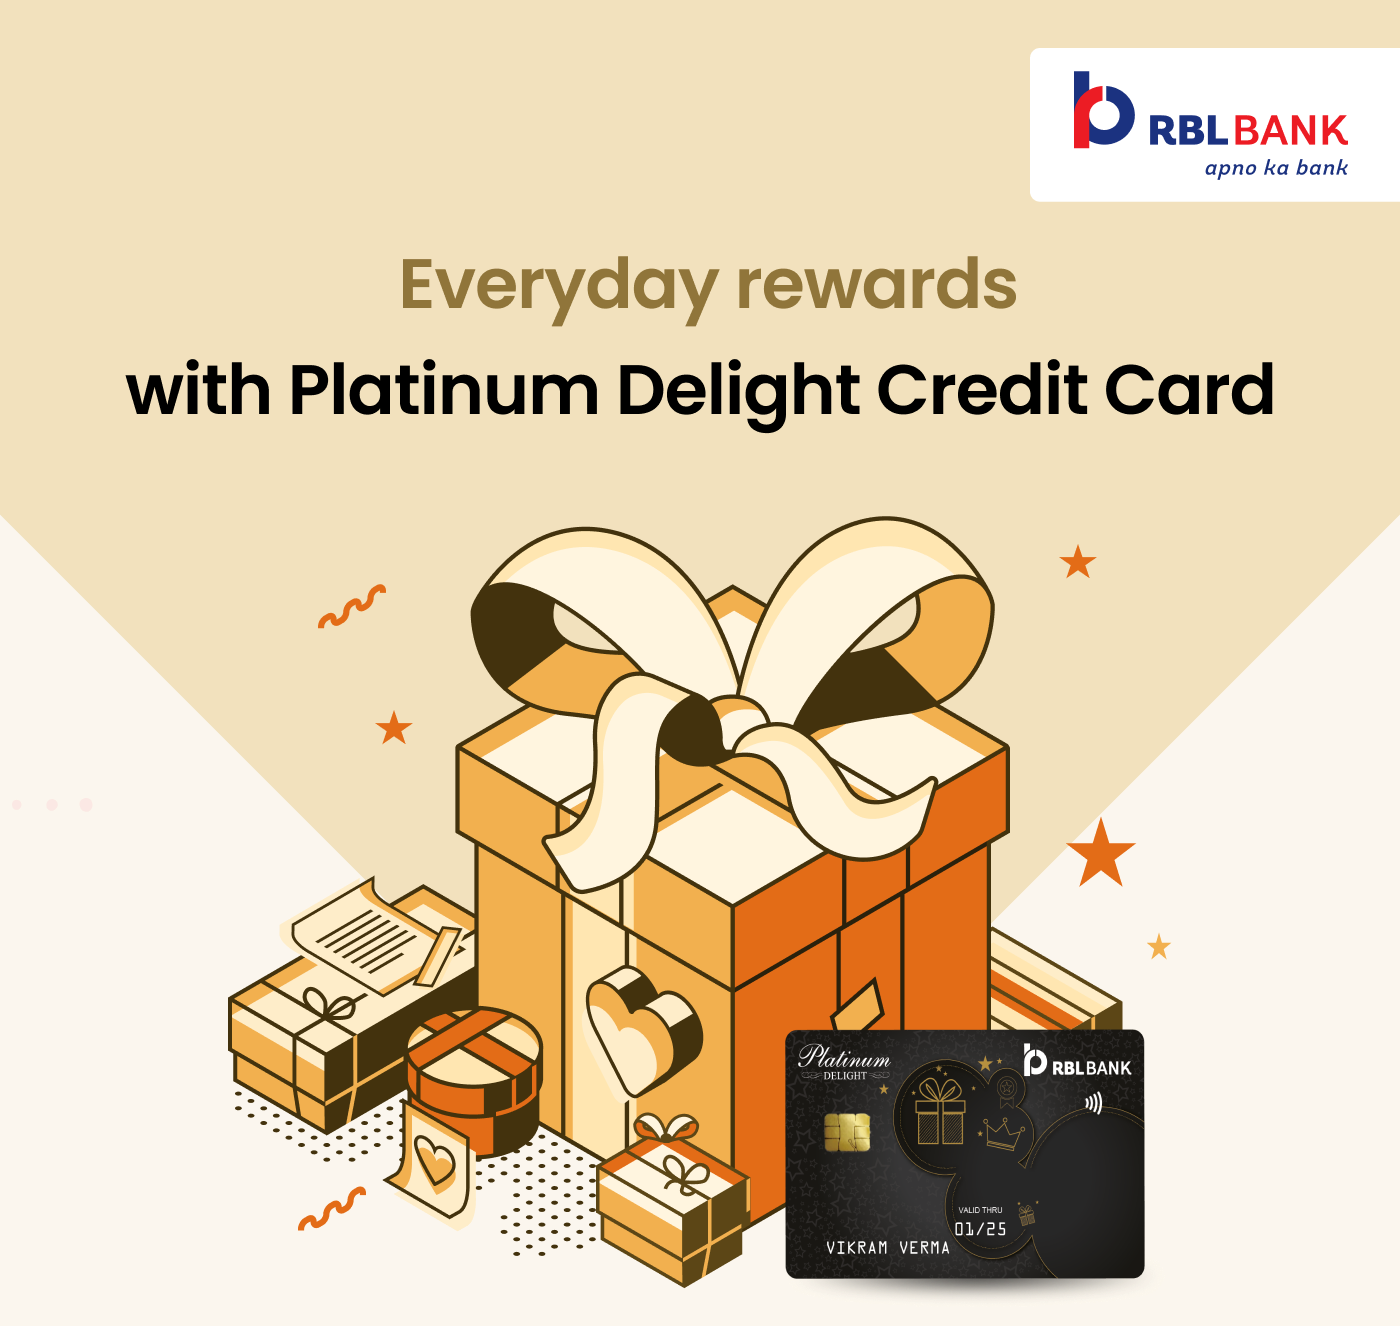 RBL BANK
apno ka bank
Everyday rewards
with Platinum Delight Credit Card
Platinum
DELIGHT
RBL BANK
VALID THRU
01/25
VIKRAM VERMA